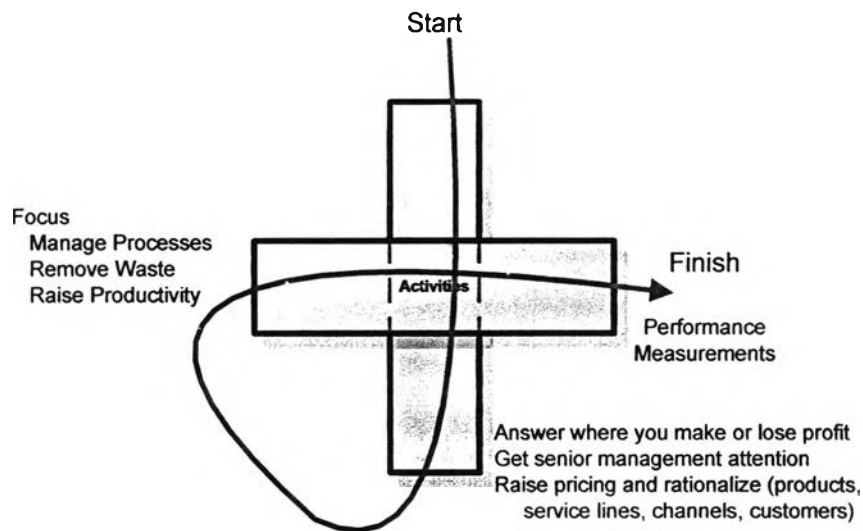 Start
Focus
Manage Processes
Remove Waste
Raise Productivity
Activities
Finish
Performance
Measurements
Answer where you make or lose profit
Get senior management attention
Raise pricing and rationalize (products,
service lines, channels, customers)